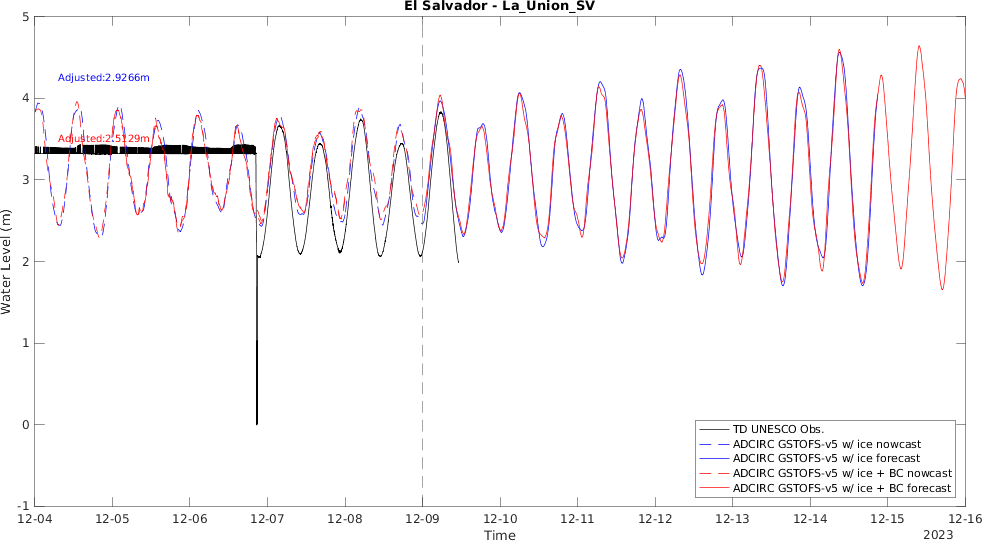 El Salvador - La_Union_SV
5
4
3
2
1
0
-1
Water Level (m)
Adjusted:2.9266m
Adjusted:2.5129m
TD UNESCO Obs.
ADCIRC GSTOFS-v5 w/ ice nowcast
ADCIRC GSTOFS-v5 w/ ice forecast
ADCIRC GSTOFS-v5 w/ ice + BC nowcast
ADCIRC GSTOFS-v5 w/ ice + BC forecast
12-04 12-05 12-06 12-07 12-08 12-09 12-10 12-11 12-12 12-13 12-14 12-15 12-16
Time
2023